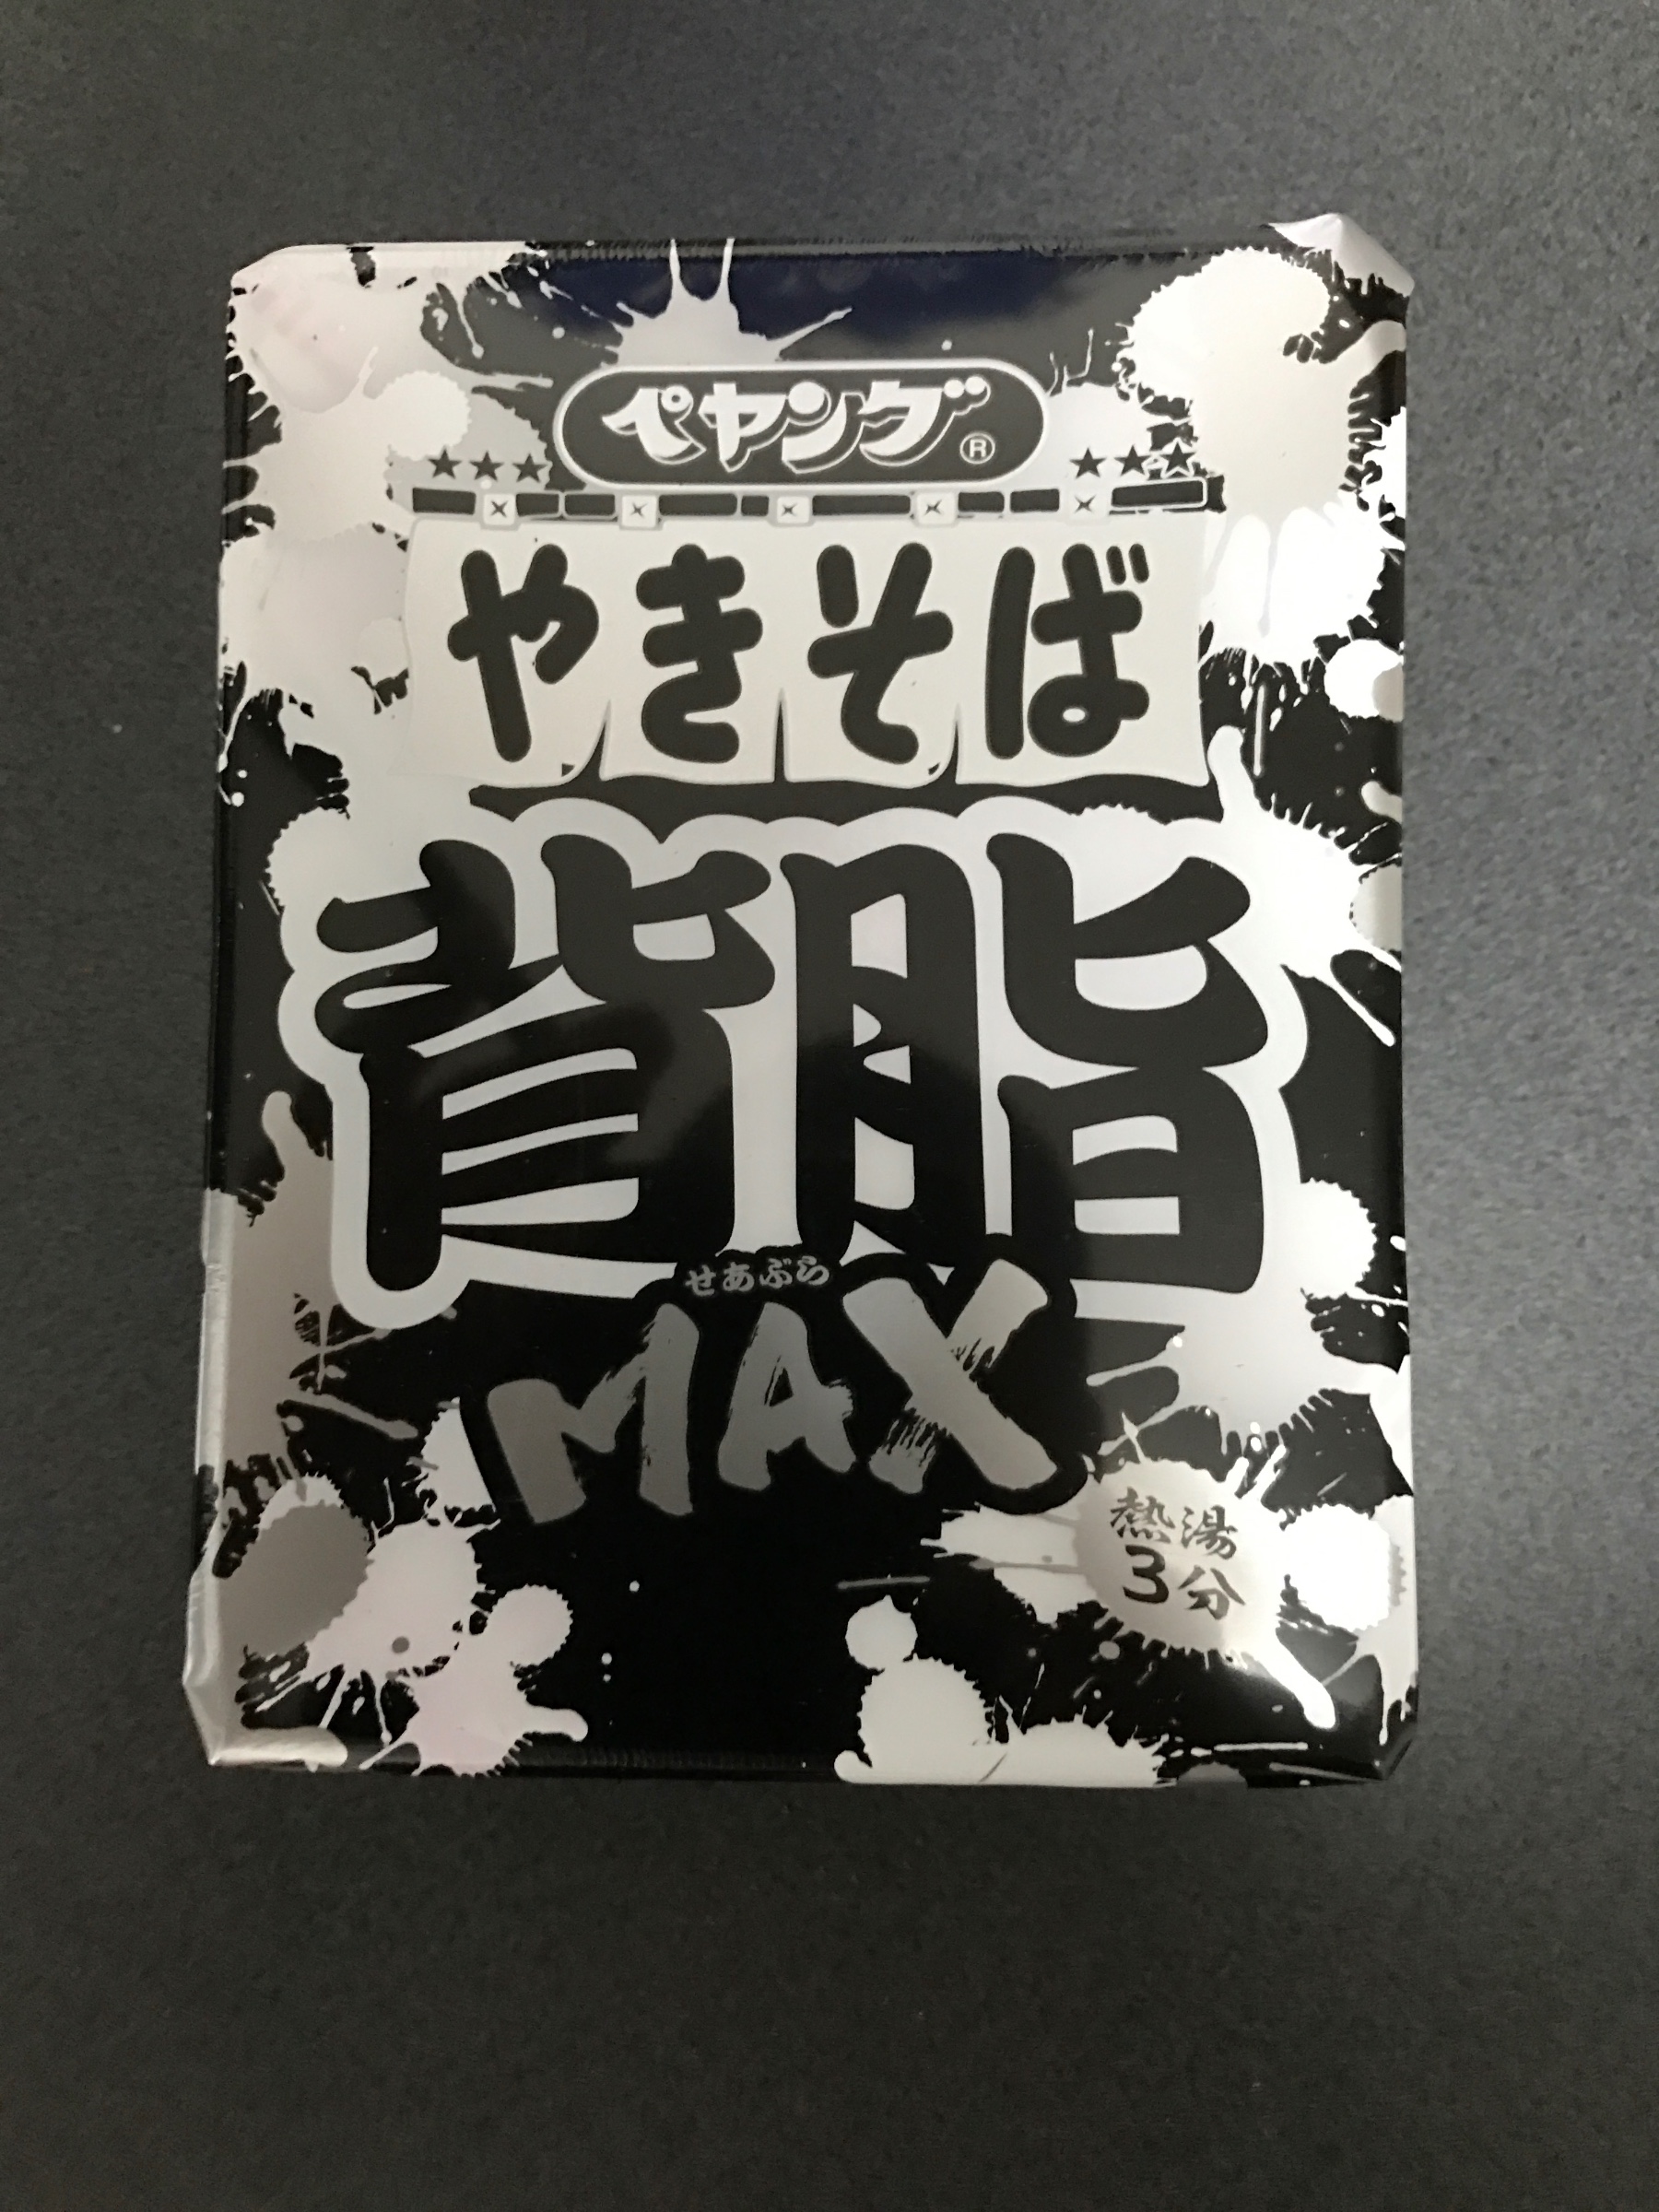 ペヤング®
やきそば
背脂
せあぶら
MAX
熱湯
3分